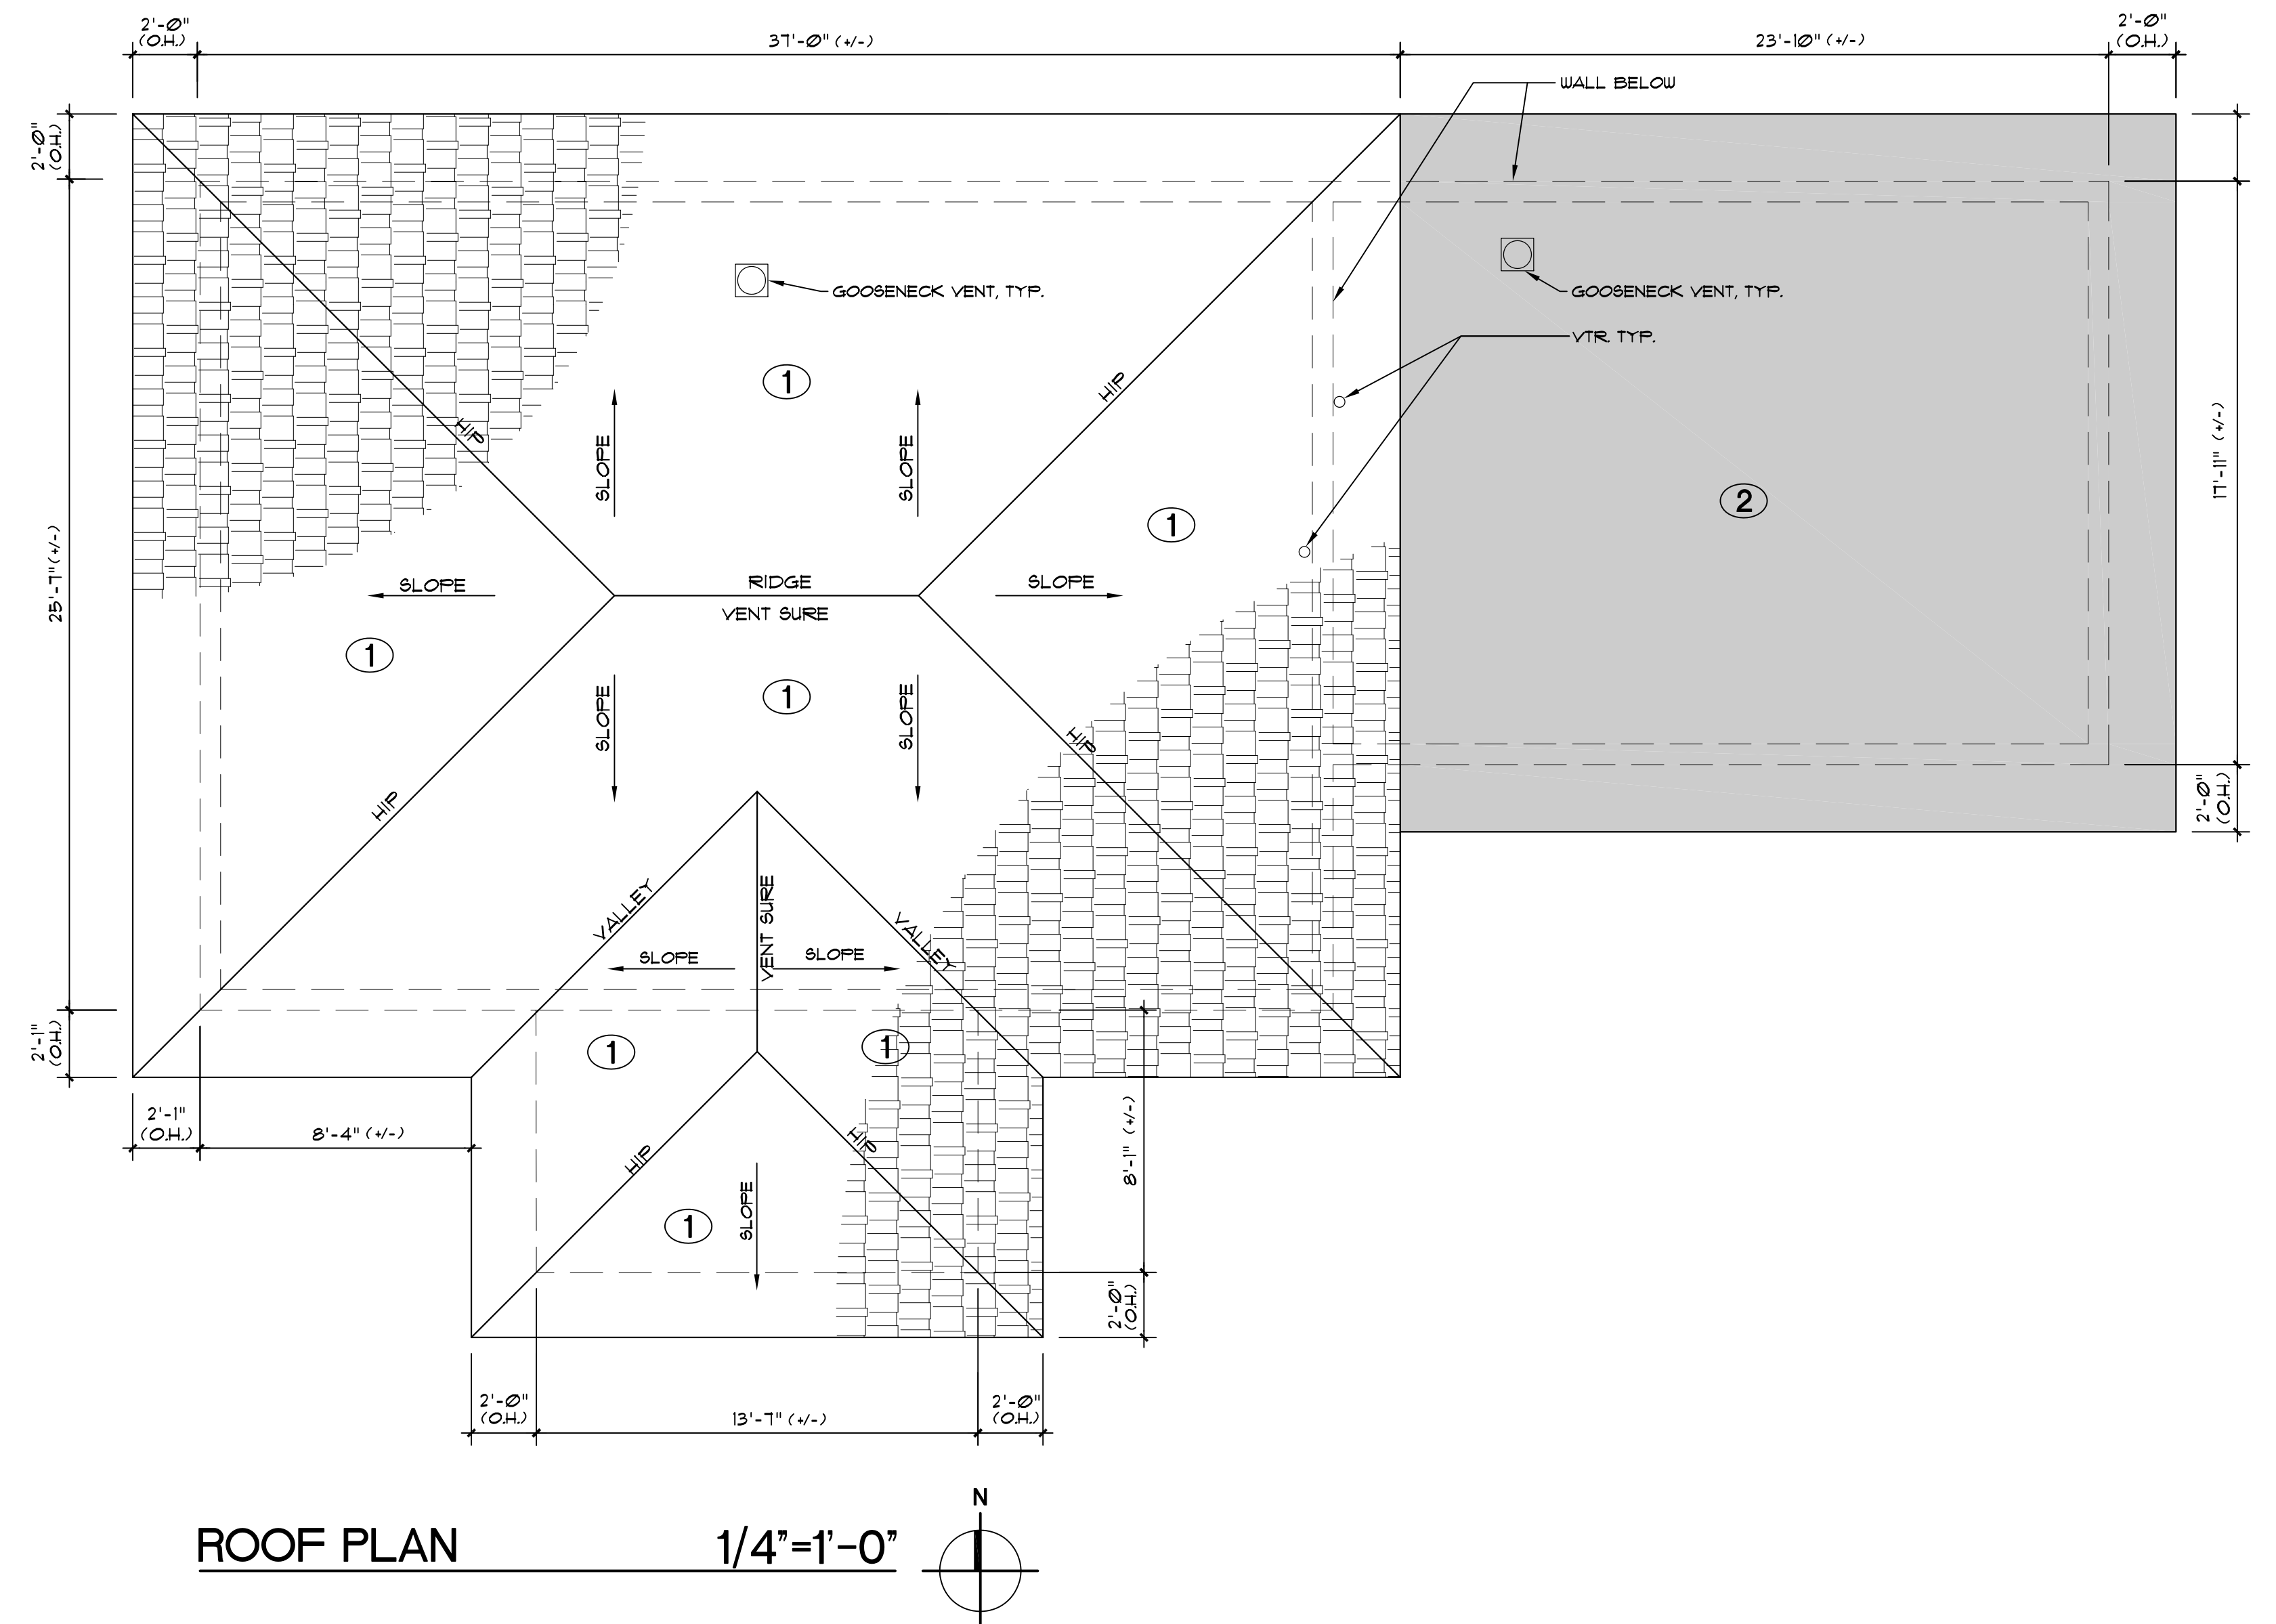 2'-0"
(O.H.)
37'-0" (+/-)
23'-10" (+/-)
2'-0"
(O.H.)
WALL BELOW
2'-0"
(O.H.)
GOOSENECK VENT, TYP.
GOOSENECK VENT, TYP.
VTR. TYP.
1
HIP
HIP
SLOPE
SLOPE
17'-11" (+/-)
2
1
25'-7" (+/-)
SLOPE
RIDGE
VENT SURE
SLOPE
1
1
SLOPE
SLOPE
HIP
HIP
2'-0"
(O.H.)
VALLEY
VENT SURE
VALLEY
SLOPE
SLOPE
2'-1"
(O.H.)
1
1
2'-1"
(O.H.)
8'-4" (+/-)
HIP
HIP
8'-1" (+/-)
1
SLOPE
2'-0"
(O.H.)
2'-0"
(O.H.)
13'-7" (+/-)
2'-0"
(O.H.)
N
ROOF PLAN
1/4"=1'-0"